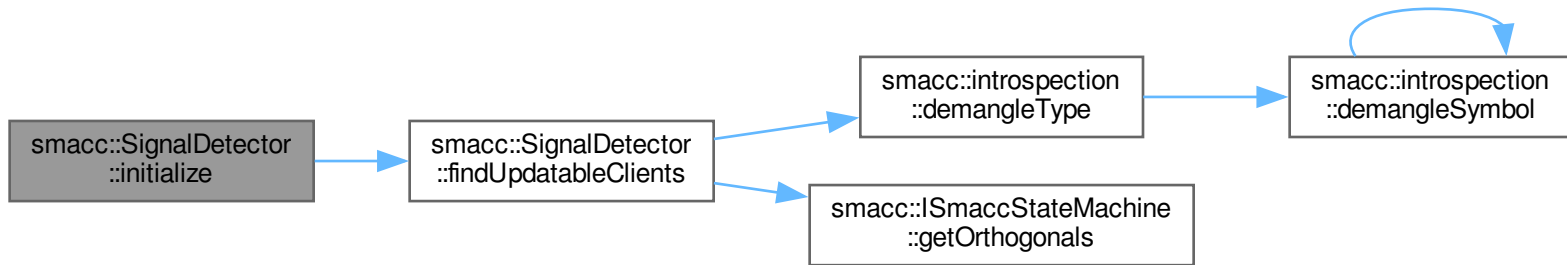 smacc::SignalDetector
::initialize
smacc::SignalDetector
::findUpdatableClients
smacc::introspection
::demangleType
smacc::introspection
::demangleSymbol
smacc::ISmaccStateMachine
::getOrthogonals